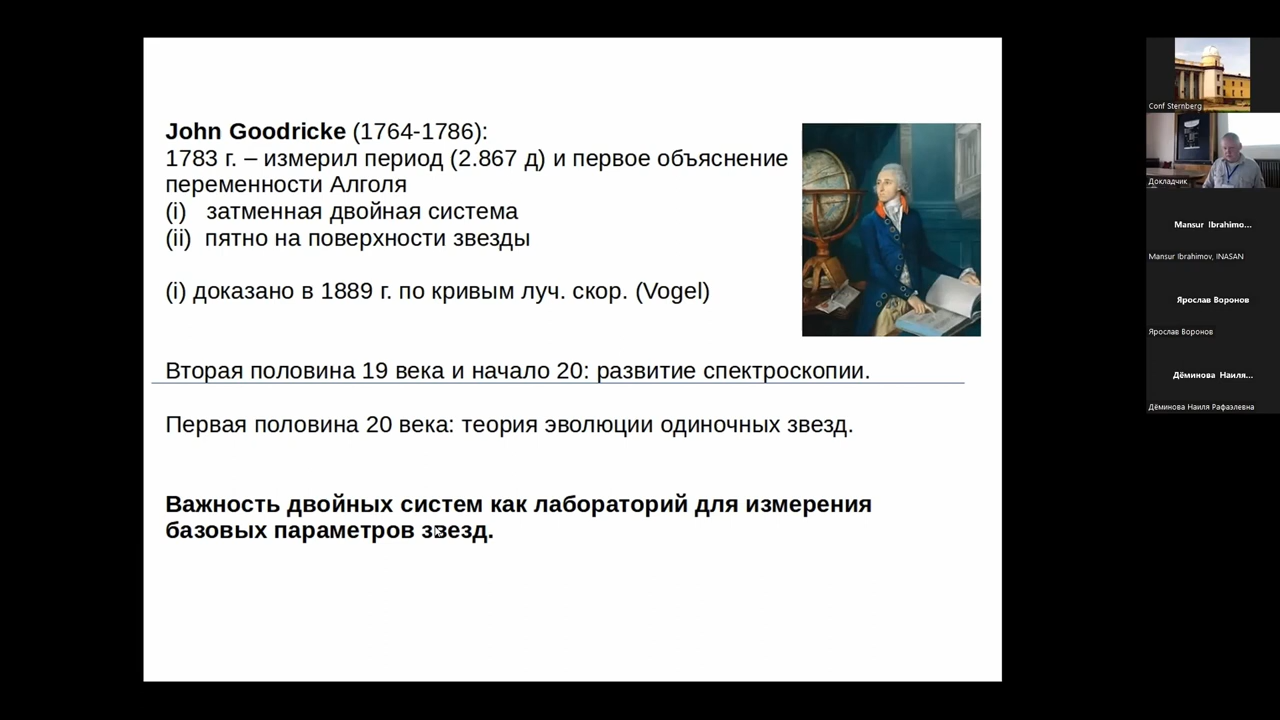 John Goodricke (1764-1786):
1783 г. – измерил период (2.867 д) и первое объяснение
переменности Алголя
(i) затменная двойная система
(ii) пятно на поверхности звезды
(i) доказано в 1889 г. по кривым луч. скор. (Vogel)
Вторая половина 19 века и начало 20: развитие спектроскопии.
Первая половина 20 века: теория эволюции одиночных звезд.
Важность двойных систем как лабораторий для измерения
базовых параметров звезд.
Conf Sternberg
Докладчик
Mansur Ibrahimo...
Mansur Ibrahimov, INASAN
Ярослав Воронов
Ярослав Воронов
Дёминова Наиля...
Дёминова Наиля Рафаэлевна